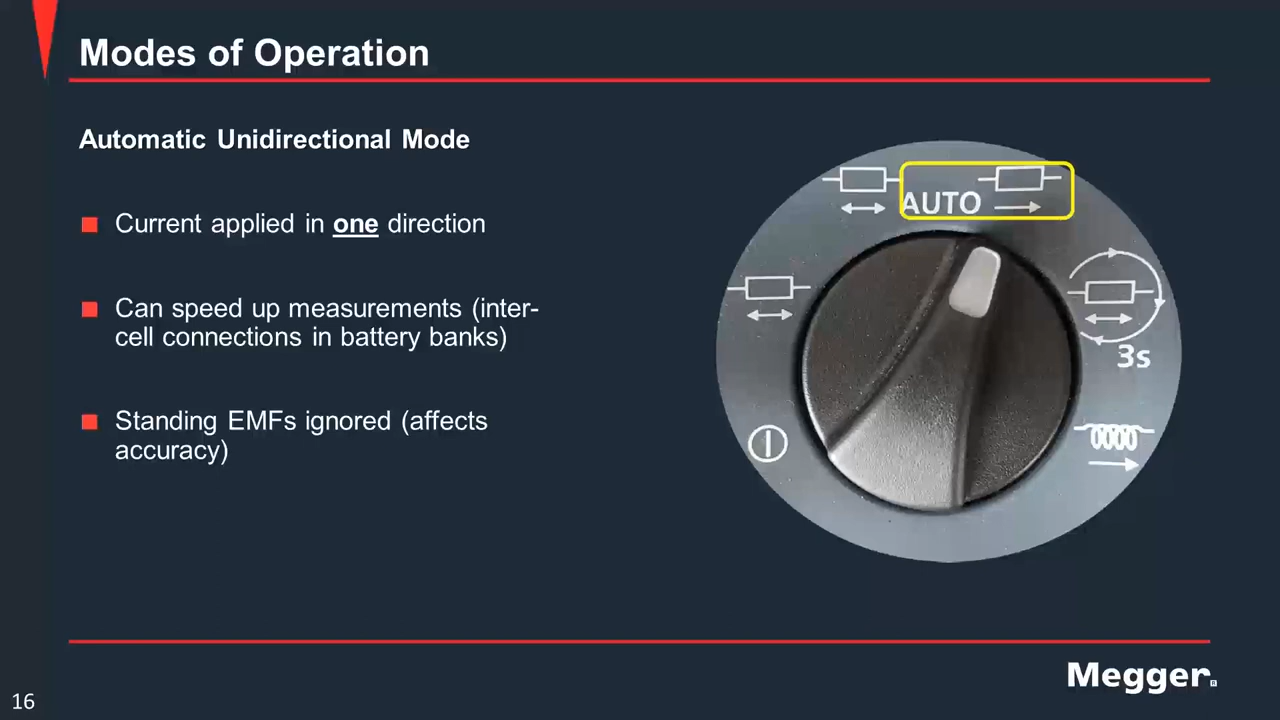 Modes of Operation
Automatic Unidirectional Mode
Current applied in one direction
Can speed up measurements (inter-
cell connections in battery banks)
Standing EMFs ignored (affects
accuracy)
AUTO
3s
Megger
16